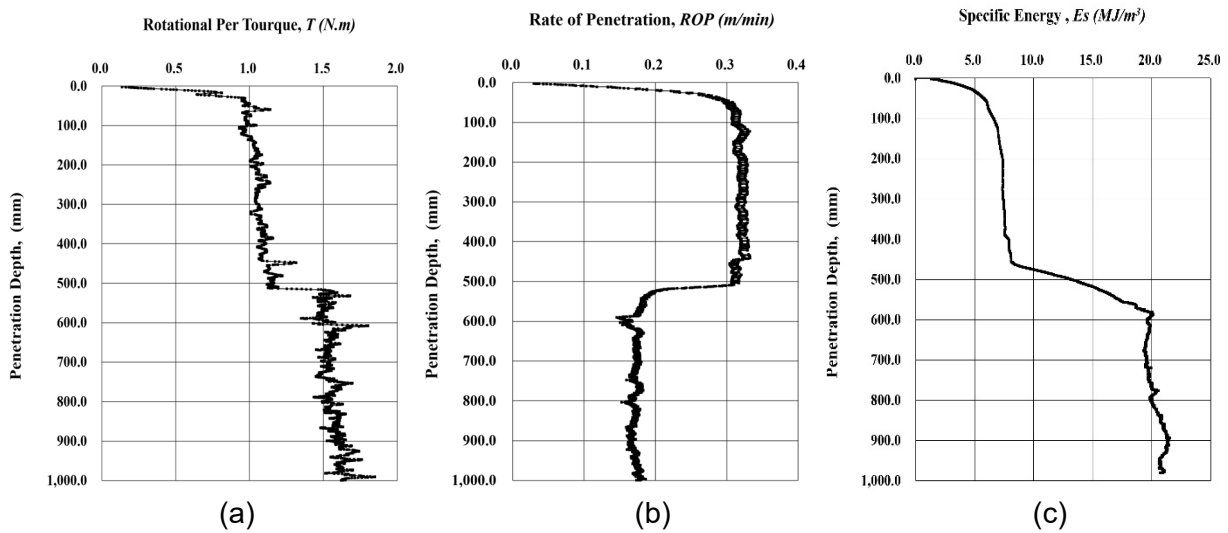 Rotational Per Tourque, T (N.m)
0.0 0.5 1.0 1.5 2.0
0.0
100.0
200.0
300.0
400.0
500.0
600.0
700.0
800.0
900.0
1,000.0
Penetration Depth, (mm)
(a)
Rate of Penetration, ROP (m/min)
0.0 0.1 0.2 0.3 0.4
0.0
100.0
200.0
300.0
400.0
500.0
600.0
700.0
800.0
900.0
1,000.0
Penetration Depth, (mm)
(b)
Specific Energy , Es (MJ/m³)
0.0 5.0 10.0 15.0 20.0 25.0
0.0
100.0
200.0
300.0
400.0
500.0
600.0
700.0
800.0
900.0
1,000.0
Penetration Depth, (mm)
(c)